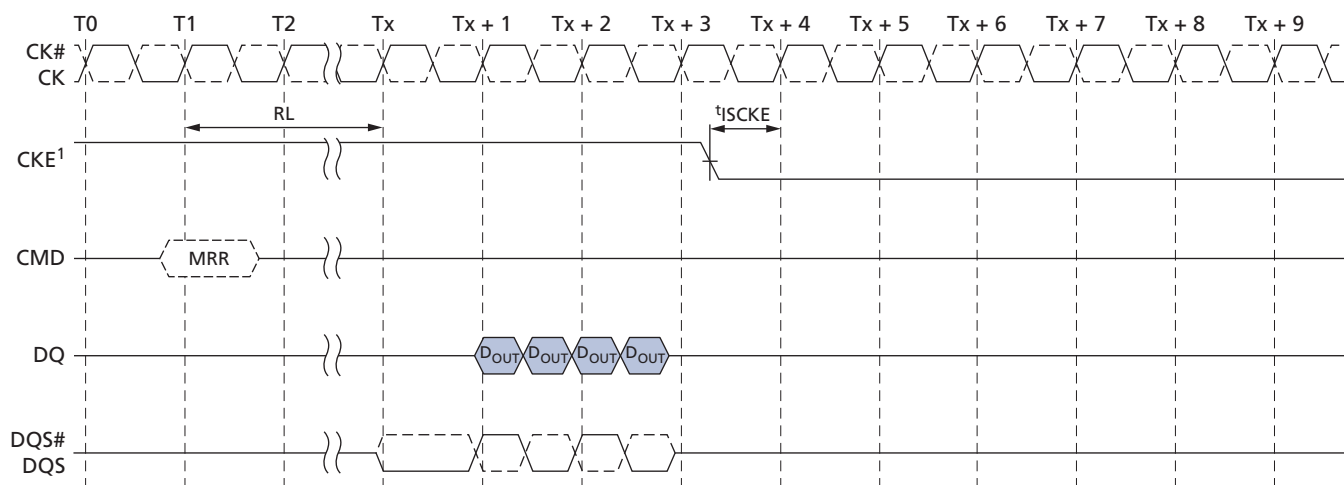 T0 T1 T2 Tx Tx + 1 Tx + 2 Tx + 3 Tx + 4 Tx + 5 Tx + 6 Tx + 7 Tx + 8 Tx + 9
CK#
CK
RL
tISCKE
CKE1
CMD
MRR
DQ
DOUT DOUT DOUT DOUT
DQS#
DQS